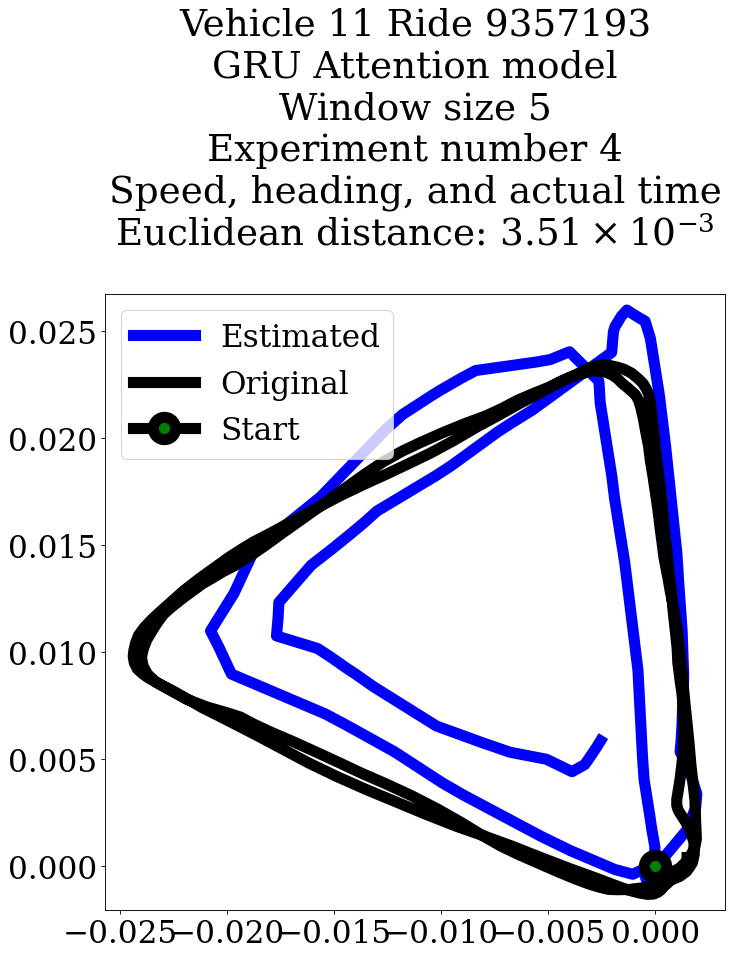 Vehicle 11 Ride 9357193
GRU Attention model
Window size 5
Experiment number 4
Speed, heading, and actual time
Euclidean distance: 3.51 × 10⁻³
Estimated
Original
Start
0.025
0.020
0.015
0.010
0.005
0.000
−0.025 −0.020 −0.015 −0.010 −0.005 0.000